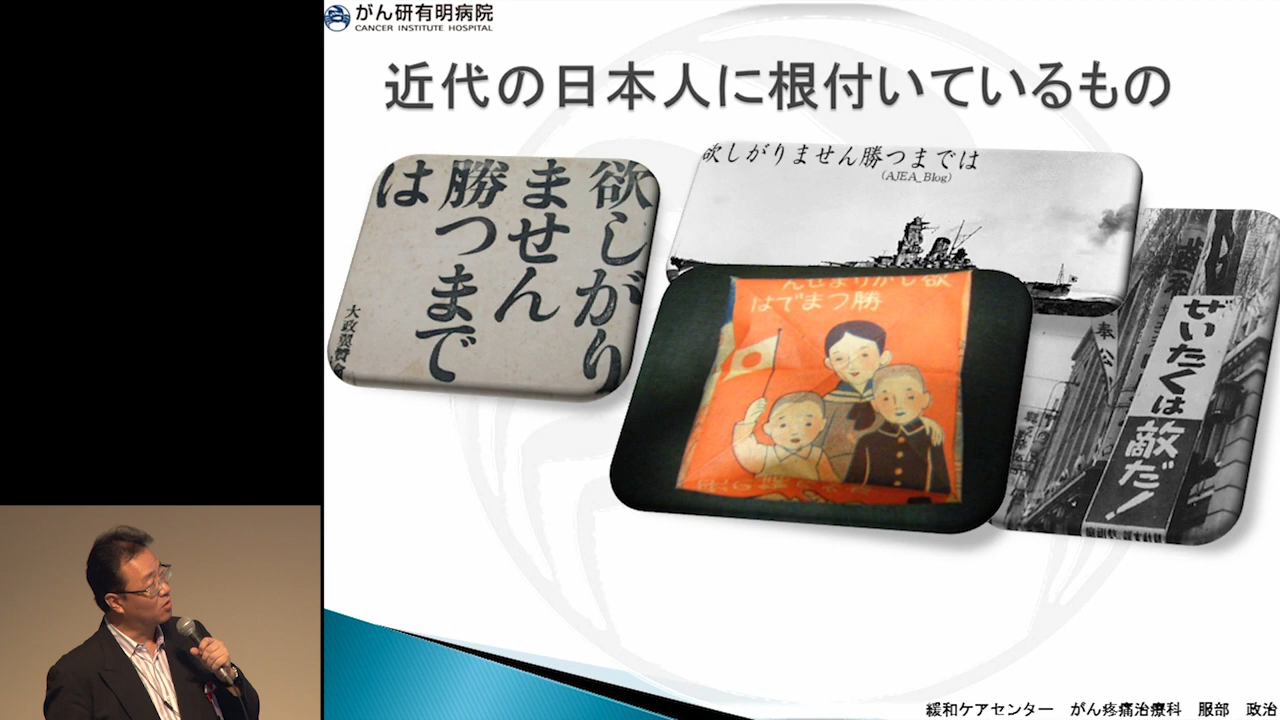 がん研有明病院
CANCER INSTITUTE HOSPITAL
近代の日本人に根付いているもの
欲しがり
ません
勝つまで
は
大政翼賛会
欲しがりません勝つまでは
(AJEA_Blog)
欲しがりません
勝つまでは
ぜいたくは敵だ!
緩和ケアセンター がん疼痛治療科 服部 政治